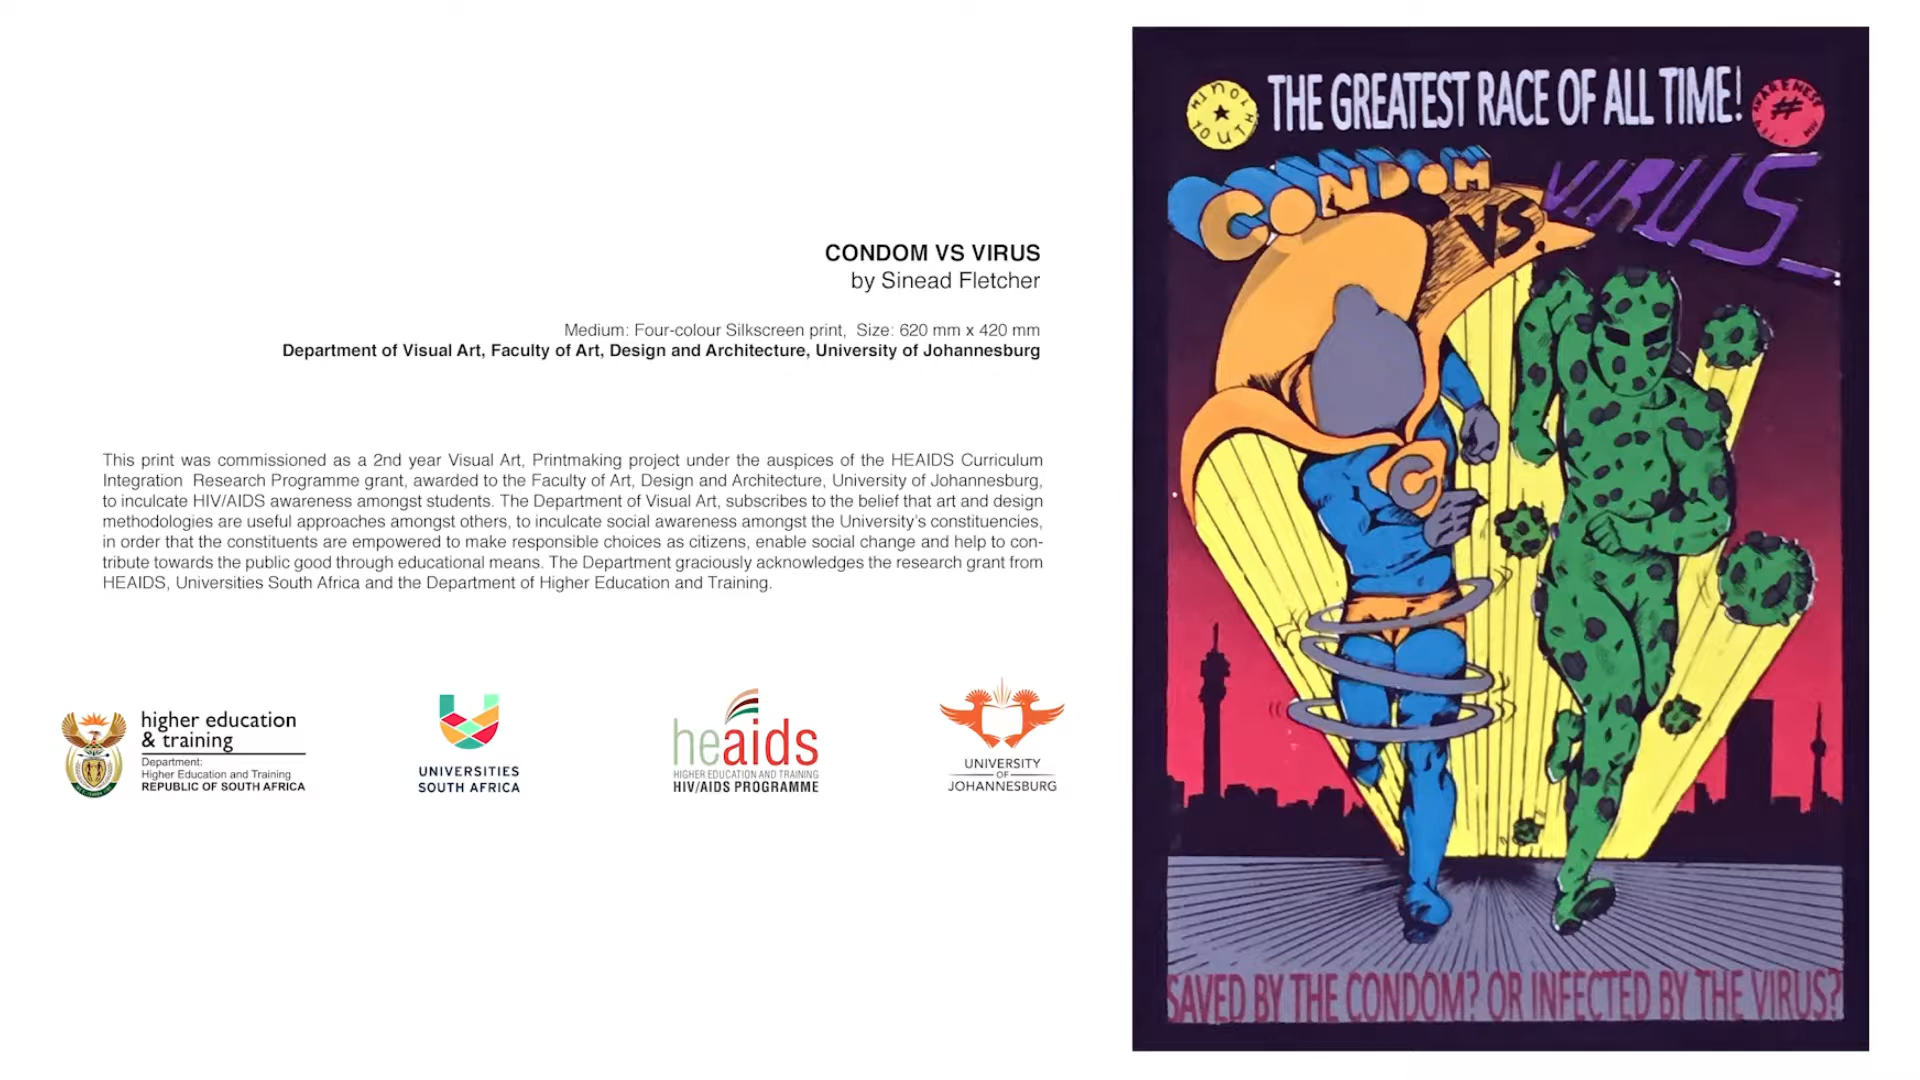 CONDOM VS VIRUS
by Sinead Fletcher
Medium: Four-colour Silkscreen print, Size: 620 mm x 420 mm
Department of Visual Art, Faculty of Art, Design and Architecture, University of Johannesburg
This print was commissioned as a 2nd year Visual Art, Printmaking project under the auspices of the HEAIDS Curriculum
Integration Research Programme grant, awarded to the Faculty of Art, Design and Architecture, University of Johannesburg,
to inculcate HIV/AIDS awareness amongst students. The Department of Visual Art, subscribes to the belief that art and design
methodologies are useful approaches amongst others, to inculcate social awareness amongst the University's constituencies,
in order that the constituents are empowered to make responsible choices as citizens, enable social change and help to con-
tribute towards the public good through educational means. The Department graciously acknowledges the research grant from
HEAIDS, Universities South Africa and the Department of Higher Education and Training.
higher education
& training
Department:
Higher Education and Training
REPUBLIC OF SOUTH AFRICA
UNIVERSITIES
SOUTH AFRICA
heaids
HIGHER EDUCATION AND TRAINING
HIV/AIDS PROGRAMME
UNIVERSITY
OF
JOHANNESBURG
YOUTH
YOUTH
THE GREATEST RACE OF ALL TIME!
AWARENESS
#
CONDOM
VS.
VIRUS
C
SAVED BY THE CONDOM? OR INFECTED BY THE VIRUS?